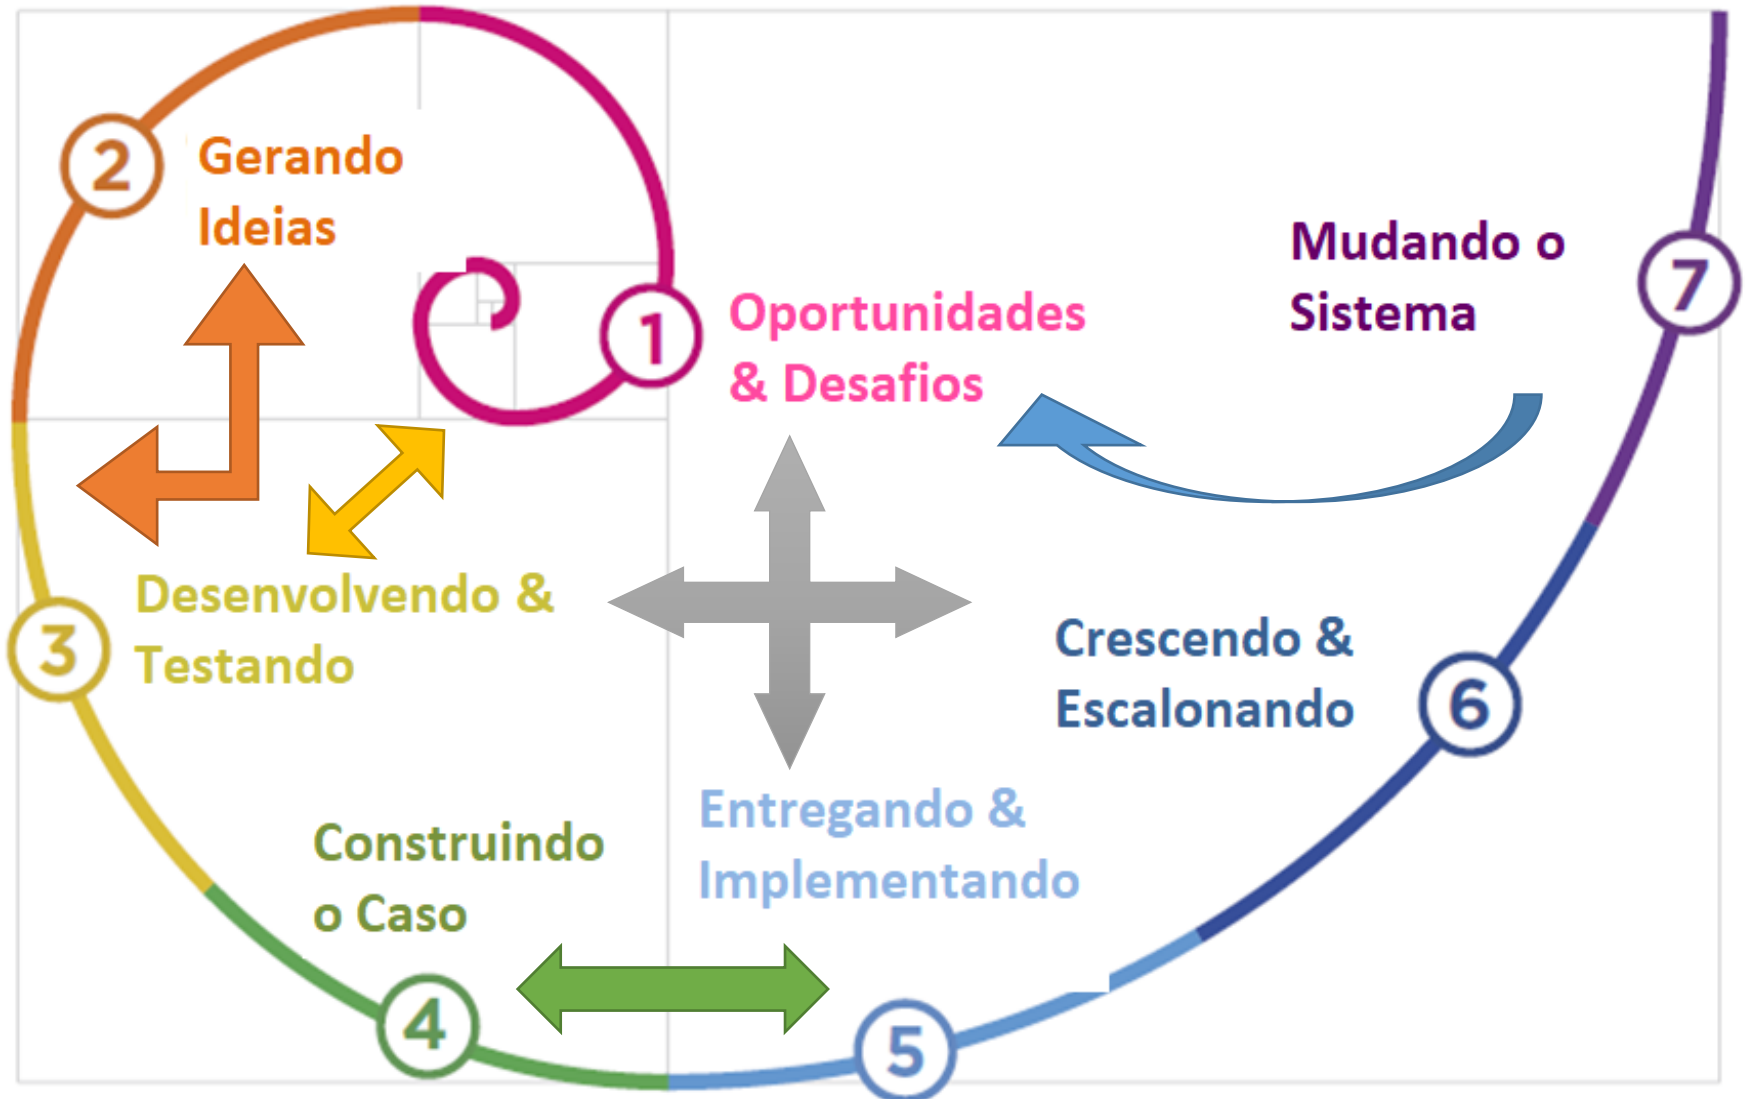 1
Oportunidades
& Desafios
2
Gerando
Ideias
3
Desenvolvendo &
Testando
4
Construindo
o Caso
5
Entregando &
Implementando
6
Crescendo &
Escalonando
7
Mudando o
Sistema